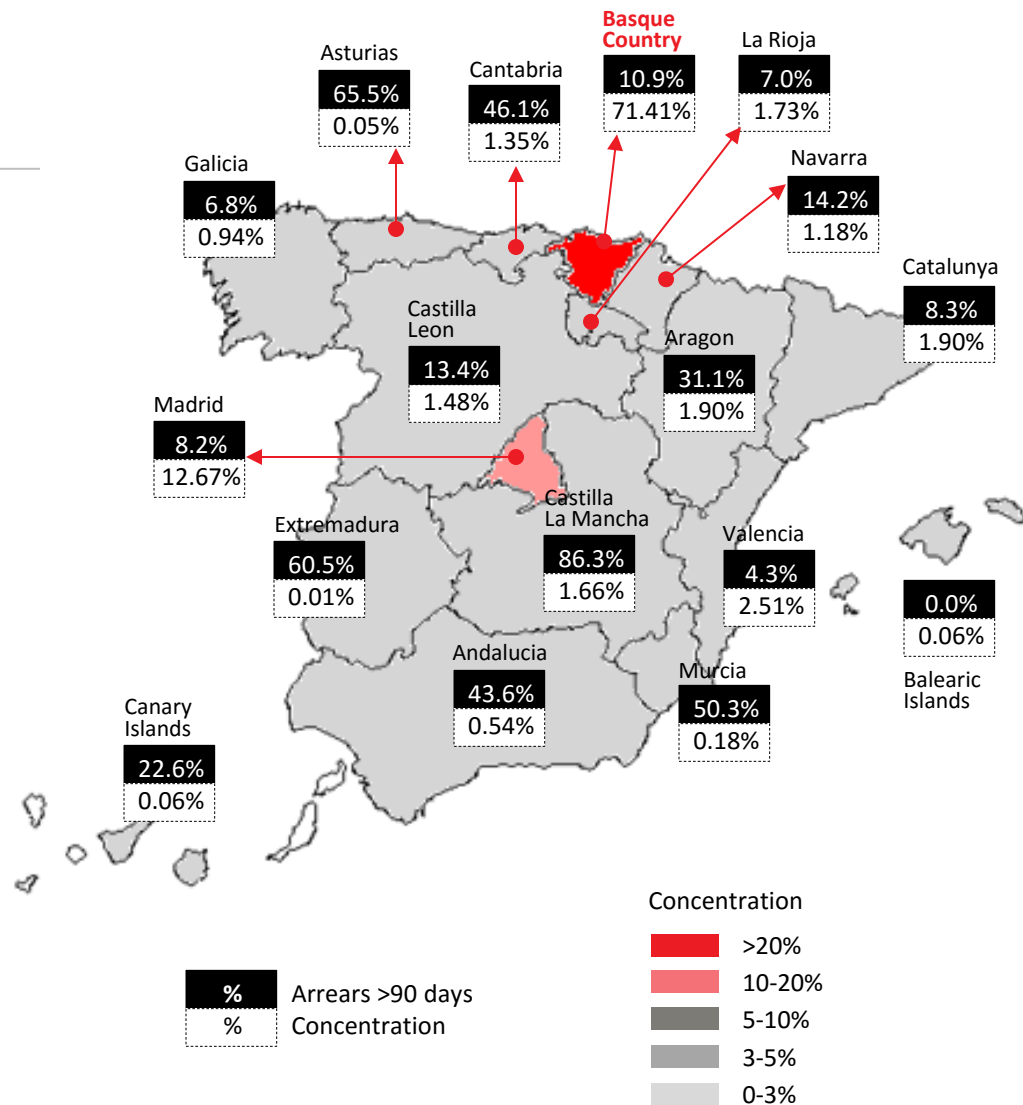 Basque
Country
10.9%
71.41%
La Rioja
7.0%
1.73%
Asturias
65.5%
0.05%
Cantabria
46.1%
1.35%
Navarra
14.2%
1.18%
Galicia
6.8%
0.94%
Catalunya
8.3%
1.90%
Castilla
Leon
13.4%
1.48%
Aragon
31.1%
1.90%
Madrid
8.2%
12.67%
Castilla
La Mancha
86.3%
1.66%
Extremadura
60.5%
0.01%
Valencia
4.3%
2.51%
0.0%
0.06%
Balearic
Islands
Andalucia
43.6%
0.54%
Murcia
50.3%
0.18%
Canary
Islands
22.6%
0.06%
Concentration
>20%
10-20%
5-10%
3-5%
0-3%
% Arrears >90 days
% Concentration